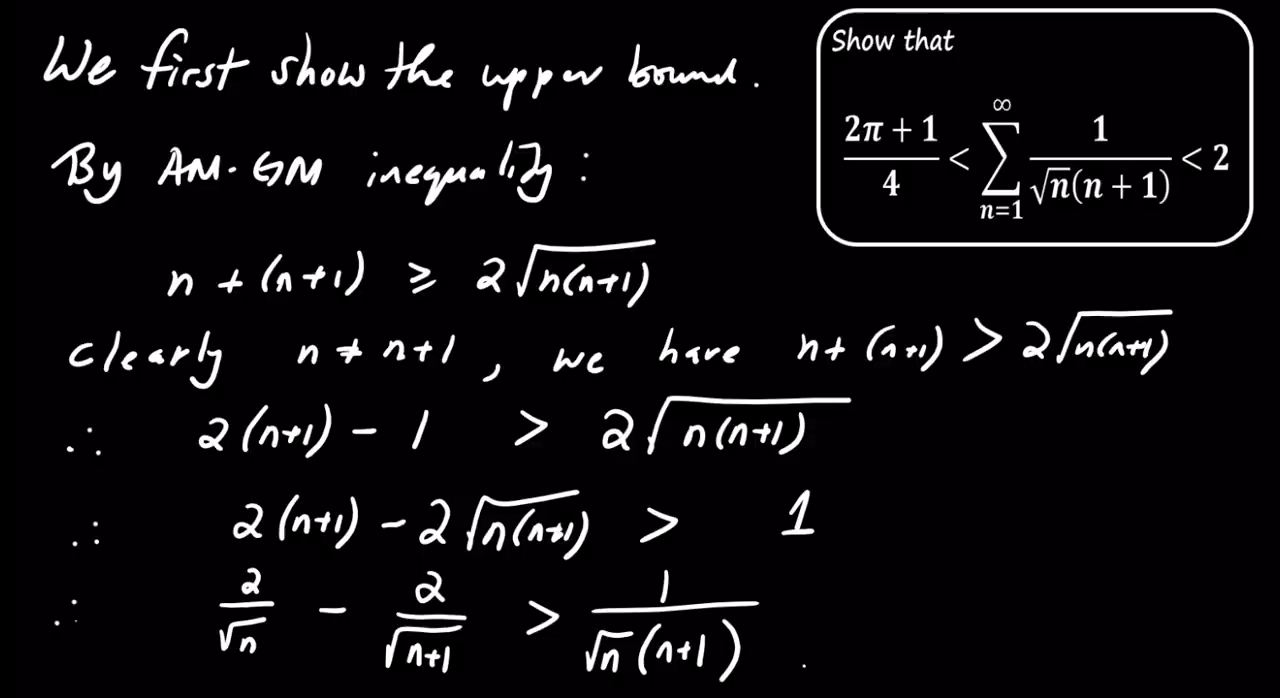 We first show the upper bound.
By AM-GM inequality:
n + (n+1) ≥ 2√(n(n+1))
clearly n ≠ n+1, we have n + (n+1) > 2√(n(n+1))
∴ 2(n+1) - 1 > 2√(n(n+1))
∴ 2(n+1) - 2√(n(n+1)) > 1
∴ 2/√n - 2/√(n+1) > 1/(√n(n+1)).
Show that
(2π + 1)/4 < ∑_{n=1}^{∞} 1/(√n(n + 1)) < 2